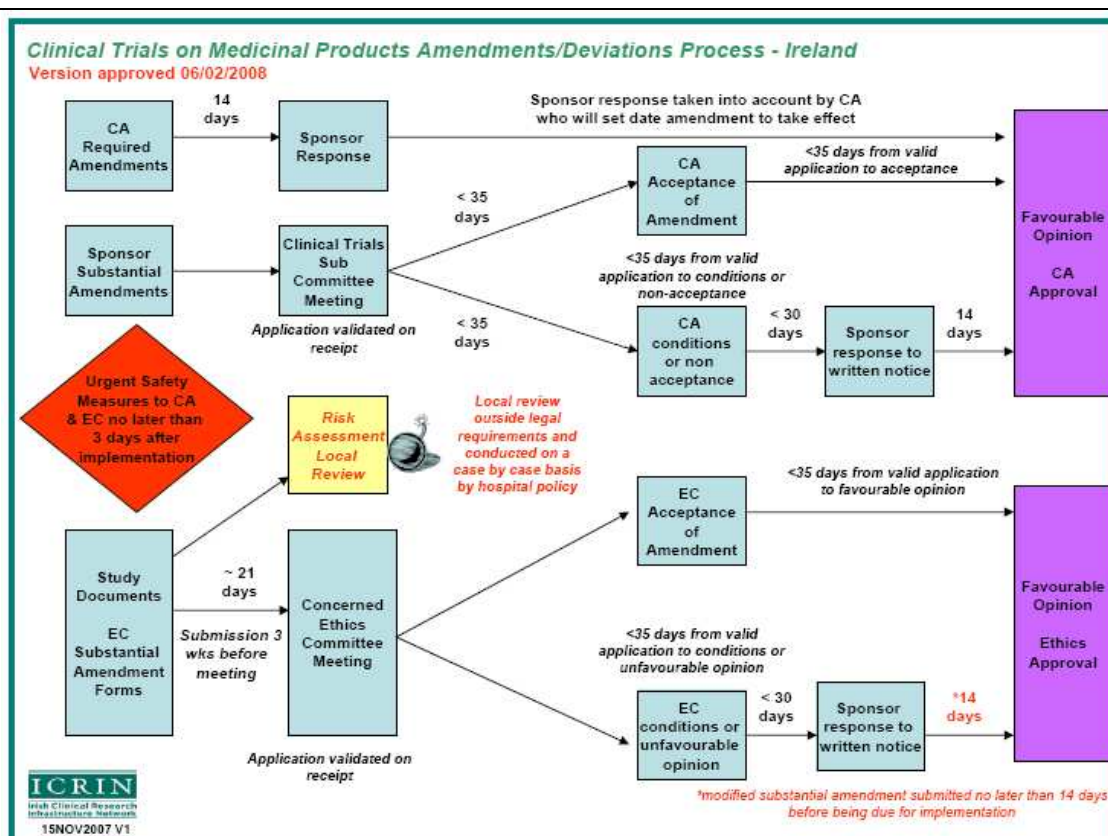 Clinical Trials on Medicinal Products Amendments/Deviations Process - Ireland
Version approved 06/02/2008
CA
Required
Amendments
14
days
Sponsor
Response
Sponsor response taken into account by CA
who will set date amendment to take effect
Sponsor
Substantial
Amendments
Clinical Trials
Sub
Committee
Meeting
Application validated on
receipt
< 35
days
< 35
days
CA
Acceptance
of
Amendment
<35 days from valid
application to acceptance
<35 days from valid
application to conditions or
non-acceptance
CA
conditions
or non
acceptance
< 30
days
Sponsor
response to
written notice
14
days
Favourable
Opinion
CA
Approval
Urgent Safety
Measures to CA
& EC no later than
3 days after
implementation
Risk
Assessment
Local
Review
Local review
outside legal
requirements and
conducted on a
case by case basis
by hospital policy
Study
Documents
EC
Substantial
Amendment
Forms
~ 21
days
Submission 3
wks before
meeting
Concerned
Ethics
Committee
Meeting
Application validated on
receipt
EC
Acceptance
of
Amendment
<35 days from valid application
to favourable opinion
<35 days from valid
application to conditions or
unfavourable opinion
EC
conditions or
unfavourable
opinion
< 30
days
Sponsor
response to
written notice
*14
days
Favourable
Opinion
Ethics
Approval
*modified substantial amendment submitted no later than 14 days
before being due for implementation
ICRIN
Irish Clinical Research
Infrastructure Network
15NOV2007 V1